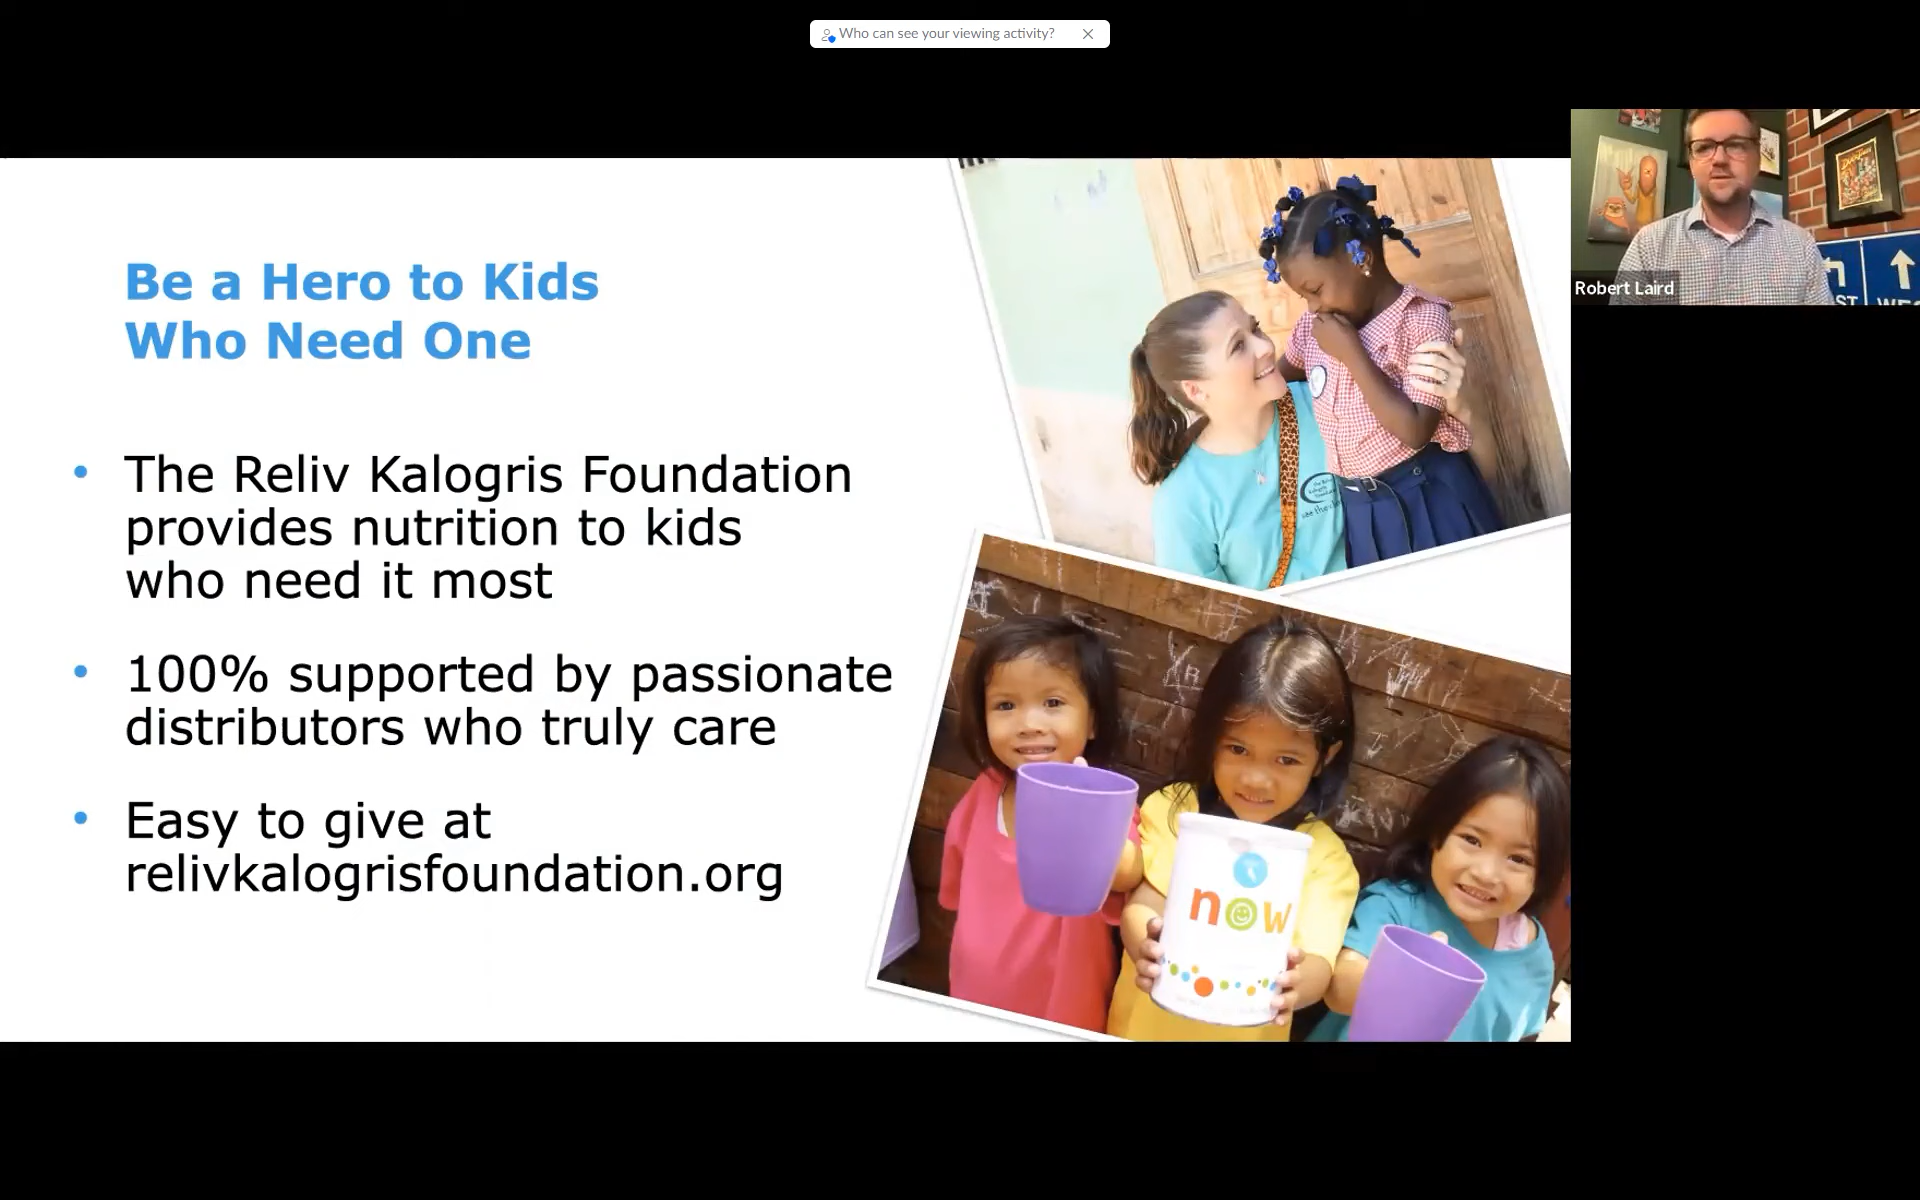 Who can see your viewing activity?
Robert Laird
Be a Hero to Kids
Who Need One
• The Reliv Kalogris Foundation
provides nutrition to kids
who need it most
• 100% supported by passionate
distributors who truly care
• Easy to give at
relivkalogrisfoundation.org
now